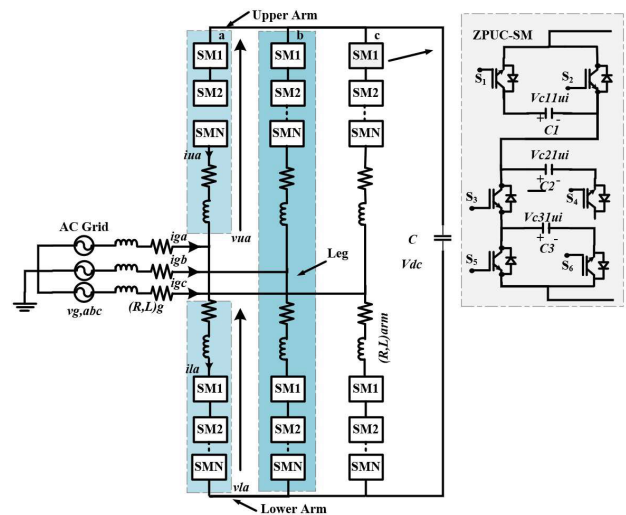 Upper Arm
a
b
c
SM1
SM1
SM1
SM2
SM2
SM2
SMN
SMN
SMN
iua
vua
AC Grid
iga
igb
igc
vg,abc
(R,L)g
Leg
C
Vdc
(R,L)arm
ila
SM1
SM1
SM1
SM2
SM2
SM2
SMN
SMN
SMN
vla
Lower Arm
ZPUC-SM
S1
S2
Vc11ui
+ -
C1
Vc21ui
+ -
C2
S3
S4
Vc31ui
+ -
C3
S5
S6